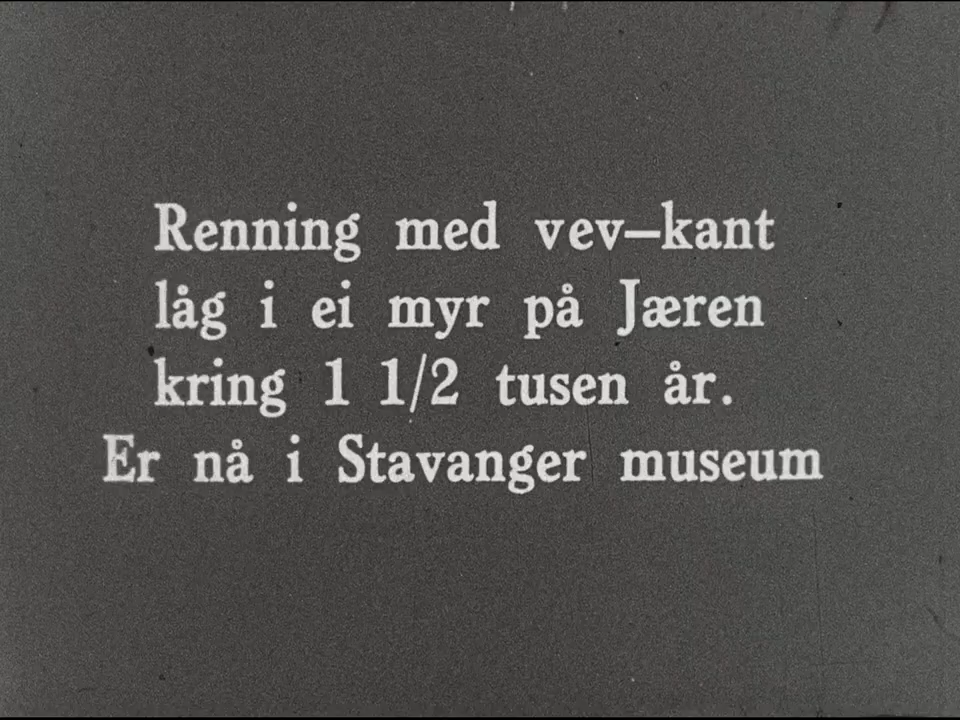 Renning med vev–kant
låg i ei myr på Jæren
kring 1 1/2 tusen år.
Er nå i Stavanger museum